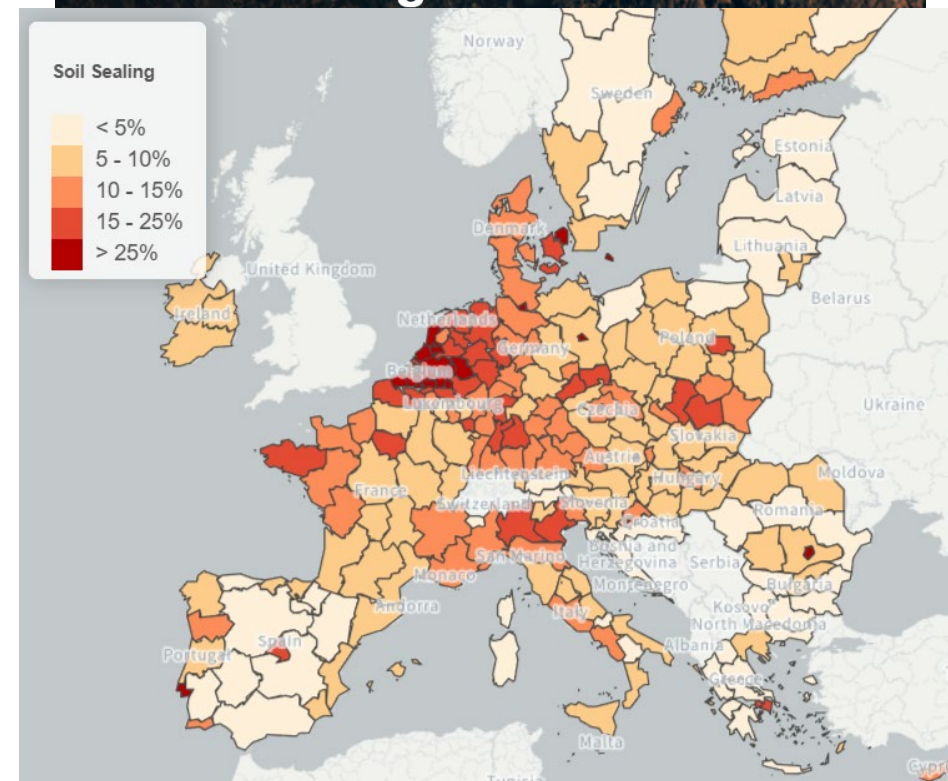 Soil Sealing
< 5%
5 - 10%
10 - 15%
15 - 25%
> 25%
Norway
Sweden
Estonia
Latvia
Denmark
Lithuania
United Kingdom
Belarus
Ireland
Netherlands
Poland
Germany
Belgium
Luxembourg
Ukraine
Czechia
Slovakia
Austria
Liechtenstein
Hungary
Moldova
France
Switzerland
Slovenia
Romania
Croatia
San Marino
Bosnia and
Herzegovina
Serbia
Monaco
Montenegro
Bulgaria
Andorra
Kosovo
Italy
North Macedonia
Spain
Portugal
Albania
Greece
Malta